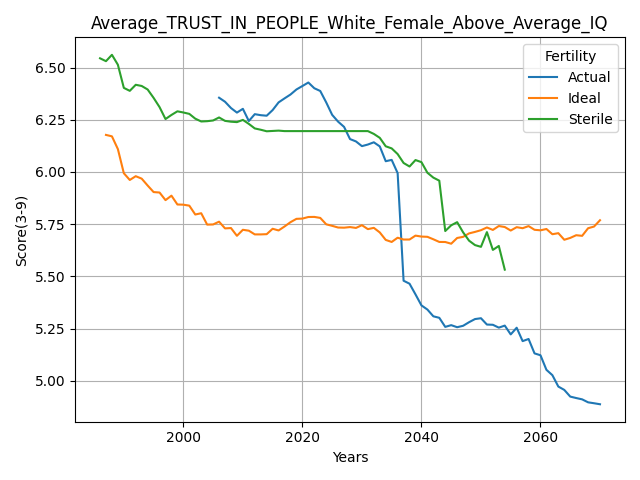 Average_TRUST_IN_PEOPLE_White_Female_Above_Average_IQ
Fertility
Actual
Ideal
Sterile
Score(3-9)
6.50
6.25
6.00
5.75
5.50
5.25
5.00
2000
2020
2040
2060
Years